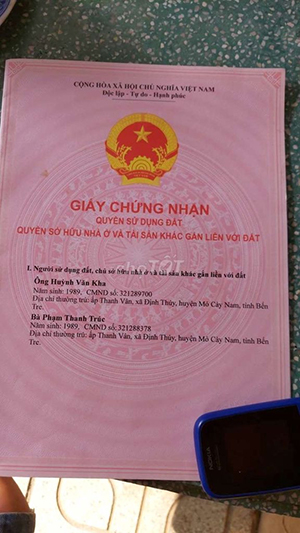 CỘNG HÒA XÃ HỘI CHỦ NGHĨA VIỆT NAM
Độc lập - Tự do - Hạnh phúc
GIẤY CHỨNG NHẬN
QUYỀN SỬ DỤNG ĐẤT
QUYỀN SỞ HỮU NHÀ Ở VÀ TÀI SẢN KHÁC GẮN LIỀN VỚI ĐẤT
I. Người sử dụng đất, chủ sở hữu nhà ở và tài sản khác gắn liền với đất
Ông Huỳnh Văn Kha
Năm sinh: 1989, CMND số: 321289700
Địa chỉ thường trú: ấp Thanh Vân, xã Định Thủy, huyện Mỏ Cày Nam, tỉnh Bến
Tre.
Bà Phạm Thanh Trúc
Năm sinh: 1989, CMND số: 321288378
Địa chỉ thường trú: ấp Thanh Vân, xã Định Thủy, huyện Mỏ Cày Nam, tỉnh Bến
Tre.
NOKIA